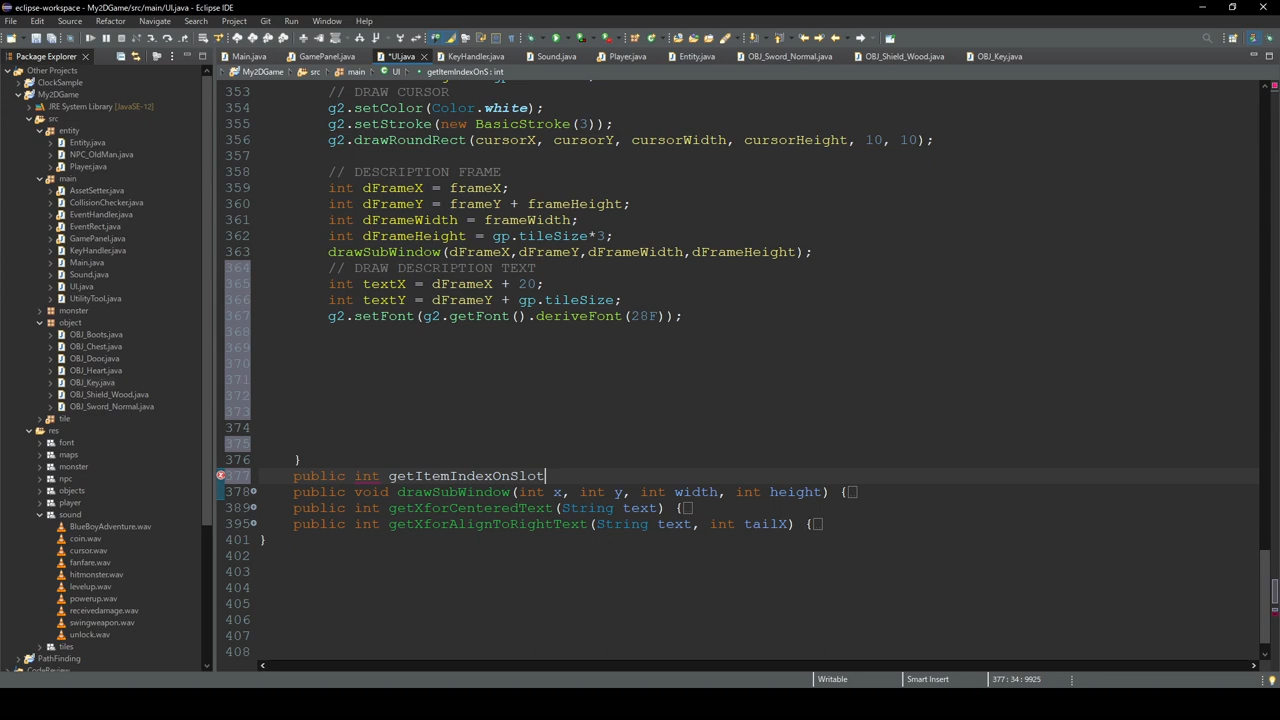 eclipse-workspace - My2DGame/src/main/UI.java - Eclipse IDE
File Edit Source Refactor Navigate Search Project Git Run Window Help
Package Explorer
Main.java GamePanel.java *UI.java KeyHandler.java Sound.java Player.java Entity.java OBJ_Sword_Normal.java OBJ_Shield_Wood.java OBJ_Key.java
My2DGame src main UI getItemIndexOnS : int
Other Projects
ClockSample
My2DGame
JRE System Library [JavaSE-12]
src
entity
Entity.java
NPC_OldMan.java
Player.java
main
AssetSetter.java
CollisionChecker.java
EventHandler.java
EventRect.java
GamePanel.java
KeyHandler.java
Main.java
Sound.java
UI.java
UtilityTool.java
monster
object
OBJ_Boots.java
OBJ_Chest.java
OBJ_Door.java
OBJ_Heart.java
OBJ_Key.java
OBJ_Shield_Wood.java
OBJ_Sword_Normal.java
tile
res
font
maps
monster
npc
objects
player
sound
BlueBoyAdventure.wav
coin.wav
cursor.wav
fanfare.wav
hitmonster.wav
levelup.wav
powerup.wav
receivedamage.wav
swingweapon.wav
unlock.wav
tiles
PathFinding
CodeReview
353 // DRAW CURSOR
354 g2.setColor(Color.white);
355 g2.setStroke(new BasicStroke(3));
356 g2.drawRoundRect(cursorX, cursorY, cursorWidth, cursorHeight, 10, 10);
357
358 // DESCRIPTION FRAME
359 int dFrameX = frameX;
360 int dFrameY = frameY + frameHeight;
361 int dFrameWidth = frameWidth;
362 int dFrameHeight = gp.tileSize*3;
363 drawSubWindow(dFrameX,dFrameY,dFrameWidth,dFrameHeight);
364 // DRAW DESCRIPTION TEXT
365 int textX = dFrameX + 20;
366 int textY = dFrameY + gp.tileSize;
367 g2.setFont(g2.getFont().deriveFont(28F));
368
369
370
371
372
373
374
375
376 }
377 public int getItemIndexOnSlot
378 public void drawSubWindow(int x, int y, int width, int height) {
389 public int getXforCenteredText(String text) {
395 public int getXforAlignToRightText(String text, int tailX) {
401 }
402
403
404
405
406
407
408
Writable Smart Insert 377 : 34 : 9925